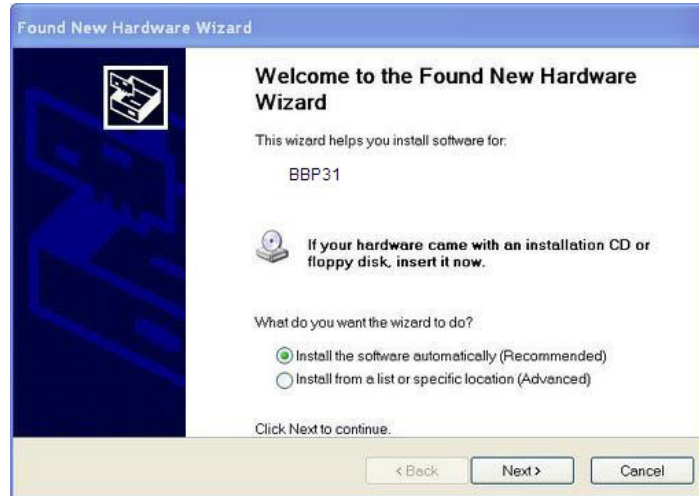 Found New Hardware Wizard
Welcome to the Found New Hardware
Wizard
This wizard helps you install software for:
BBP31
If your hardware came with an installation CD or
floppy disk, insert it now.
What do you want the wizard to do?
Install the software automatically (Recommended)
Install from a list or specific location (Advanced)
Click Next to continue.
< Back Next > Cancel